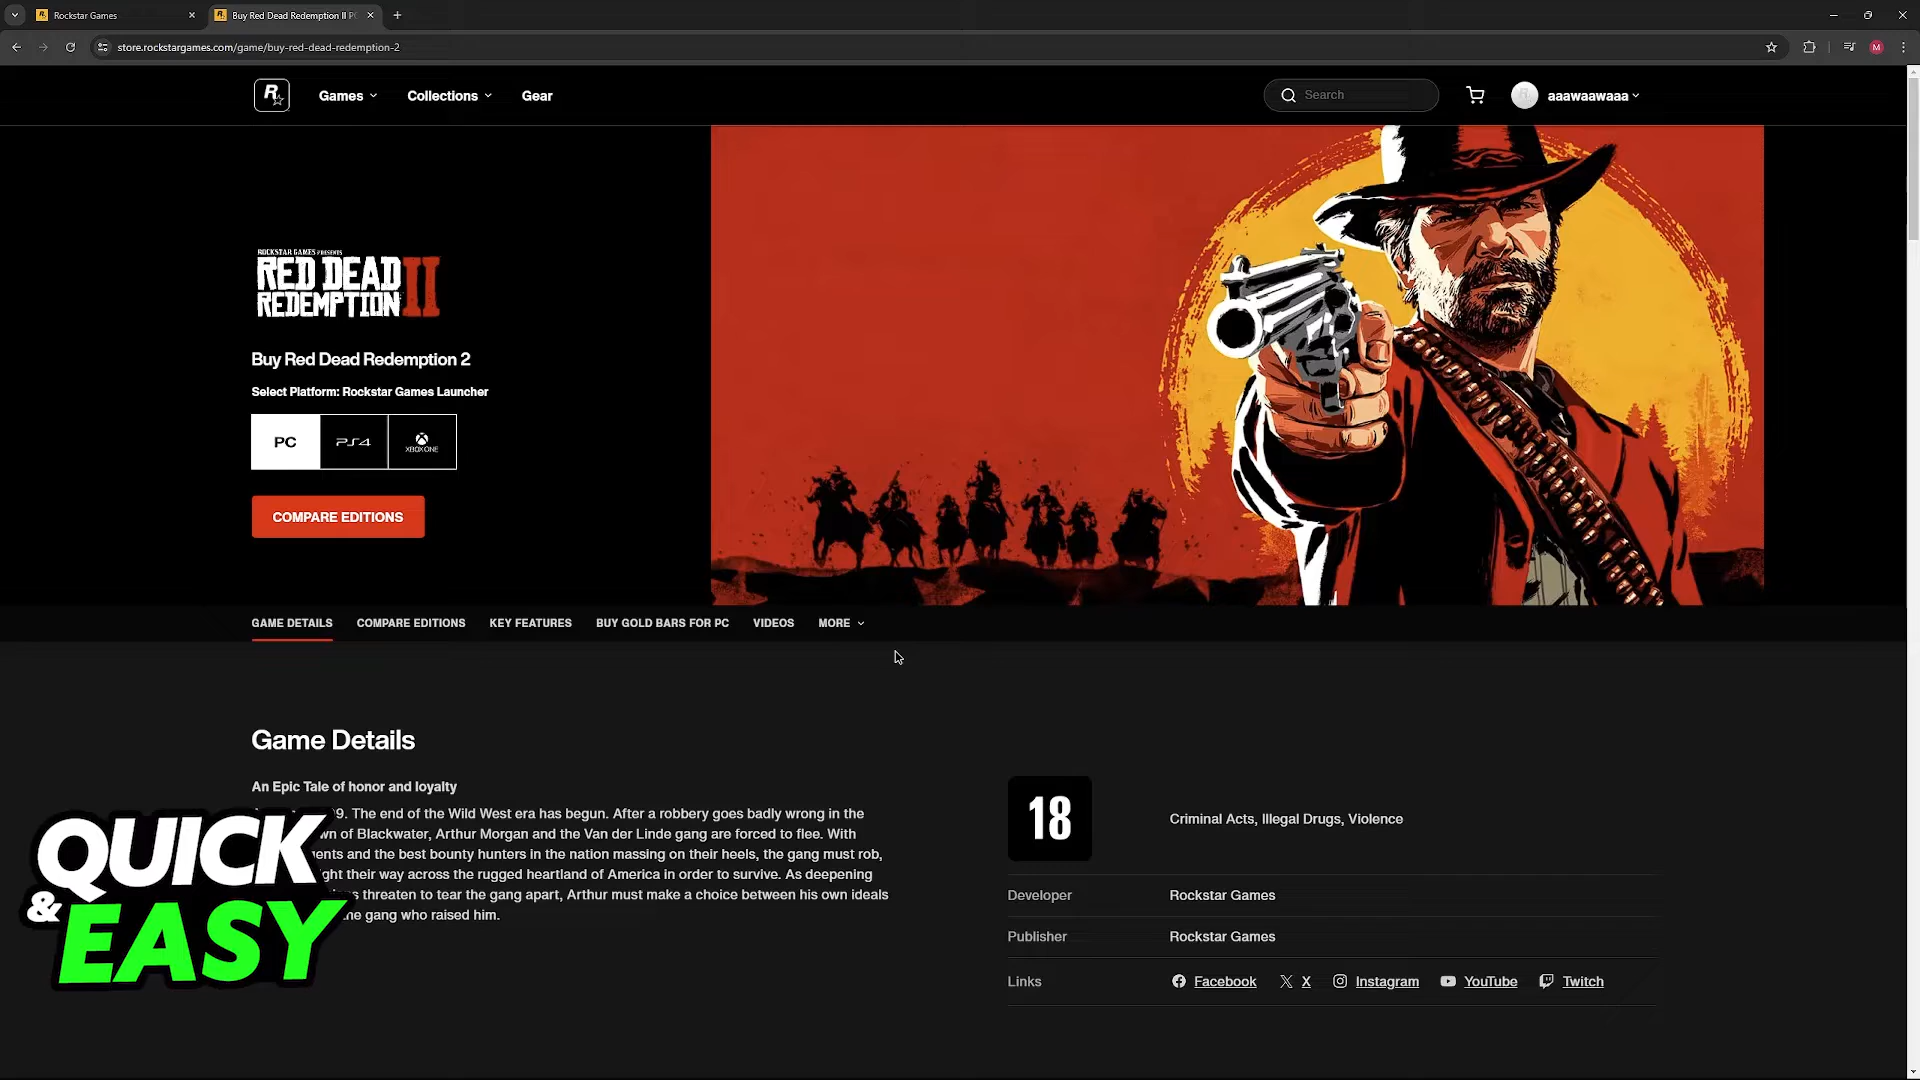 Rockstar Games
Buy Red Dead Redemption II PC
store.rockstargames.com/game/buy-red-dead-redemption-2
M
R
Games
Collections
Gear
Search
aaawaawaaa
ROCKSTAR GAMES PRESENTS
RED DEAD
REDEMPTION II
Buy Red Dead Redemption 2
Select Platform: Rockstar Games Launcher
PC
PS4
XBOX ONE
COMPARE EDITIONS
GAME DETAILS
COMPARE EDITIONS
KEY FEATURES
BUY GOLD BARS FOR PC
VIDEOS
MORE
Game Details
An Epic Tale of honor and loyalty
9. The end of the Wild West era has begun. After a robbery goes badly wrong in the
wn of Blackwater, Arthur Morgan and the Van der Linde gang are forced to flee. With
gents and the best bounty hunters in the nation massing on their heels, the gang must rob,
ght their way across the rugged heartland of America in order to survive. As deepening
s threaten to tear the gang apart, Arthur must make a choice between his own ideals
he gang who raised him.
18
Criminal Acts, Illegal Drugs, Violence
Developer
Rockstar Games
Publisher
Rockstar Games
Links
Facebook
X
Instagram
YouTube
Twitch
QUICK
& EASY